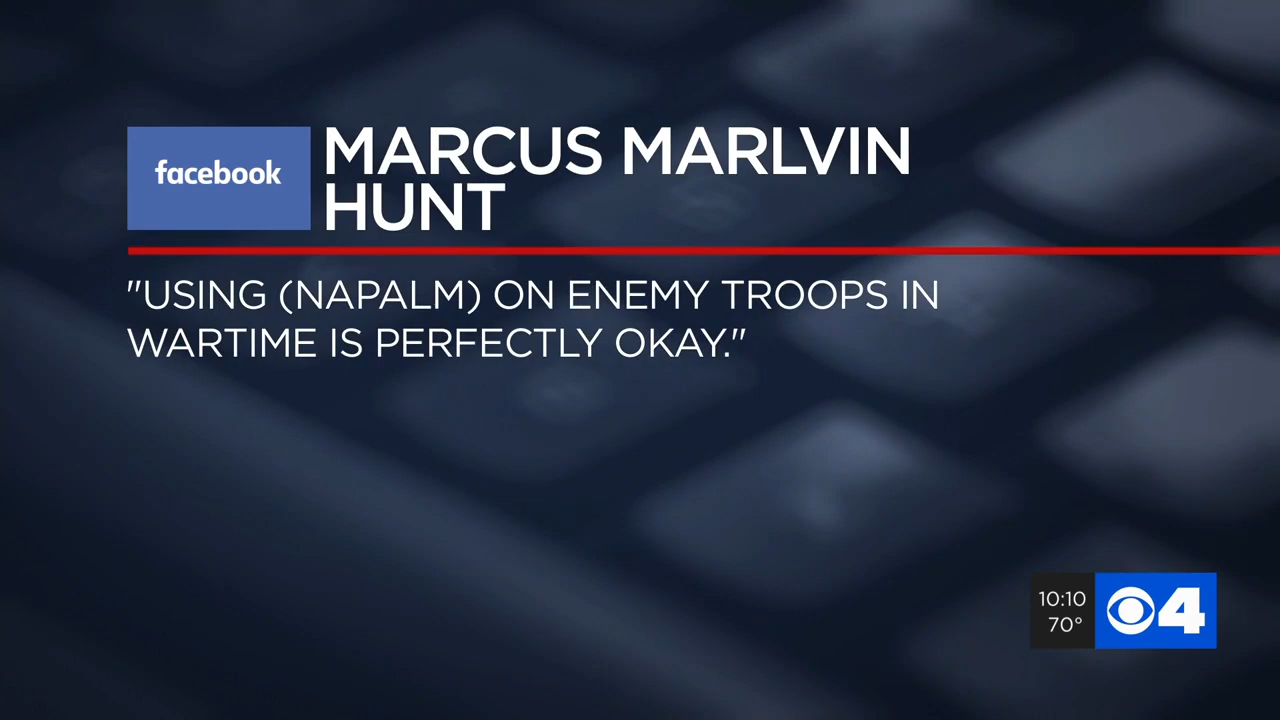 facebook
MARCUS MARLVIN
HUNT
"USING (NAPALM) ON ENEMY TROOPS IN
WARTIME IS PERFECTLY OKAY."
10:10
70°
4